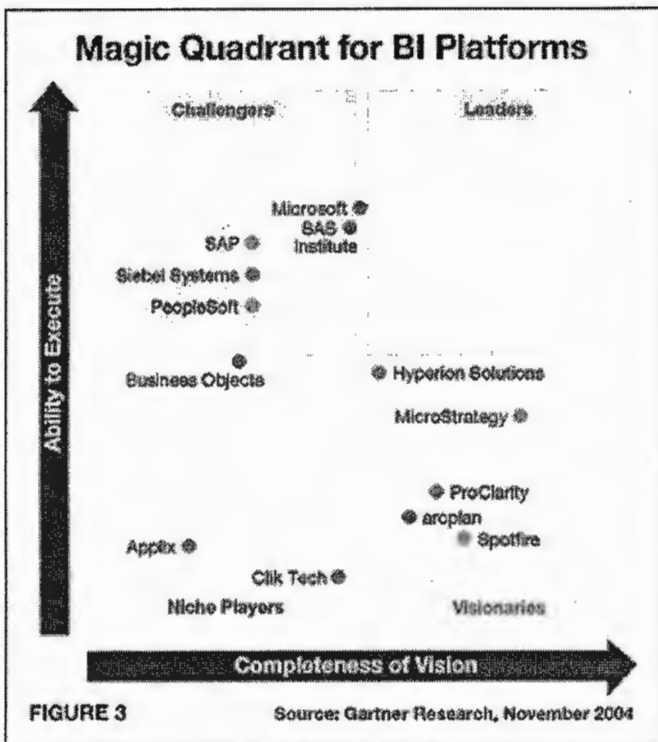 Magic Quadrant for BI Platforms
Challengers
Leaders
Microsoft
SAS
Institute
SAP
Siebel Systems
PeopleSoft
Business Objects
Hyperion Solutions
MicroStrategy
ProClarity
arcplan
Spotfire
Applix
Clik Tech
Niche Players
Visionaries
Ability to Execute
Completeness of Vision
FIGURE 3
Source: Gartner Research, November 2004